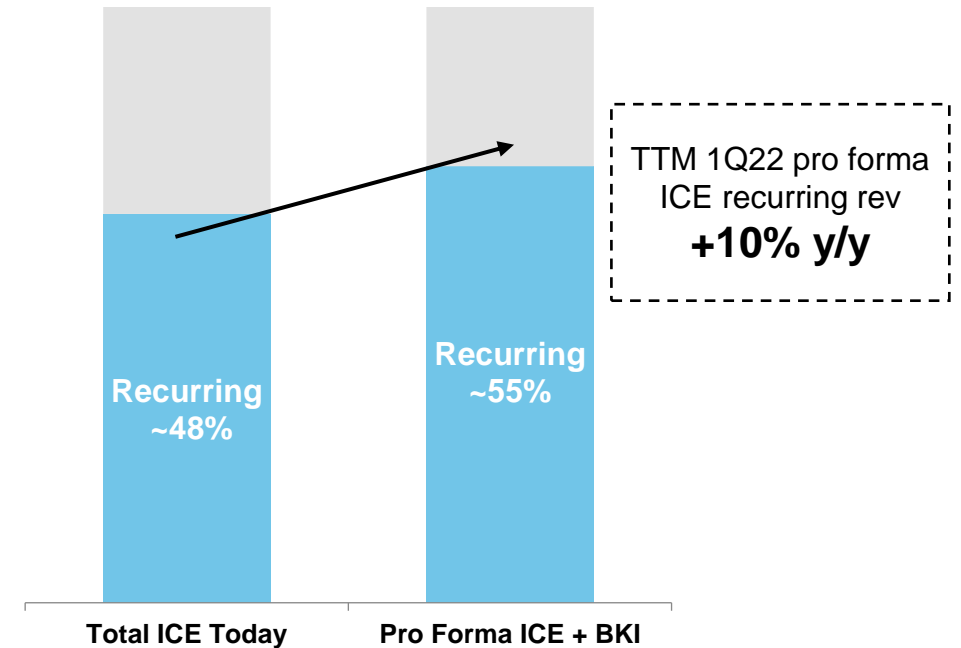 TTM 1Q22 pro forma
ICE recurring rev
+10% y/y
Recurring
~48%
Recurring
~55%
Total ICE Today
Pro Forma ICE + BKI